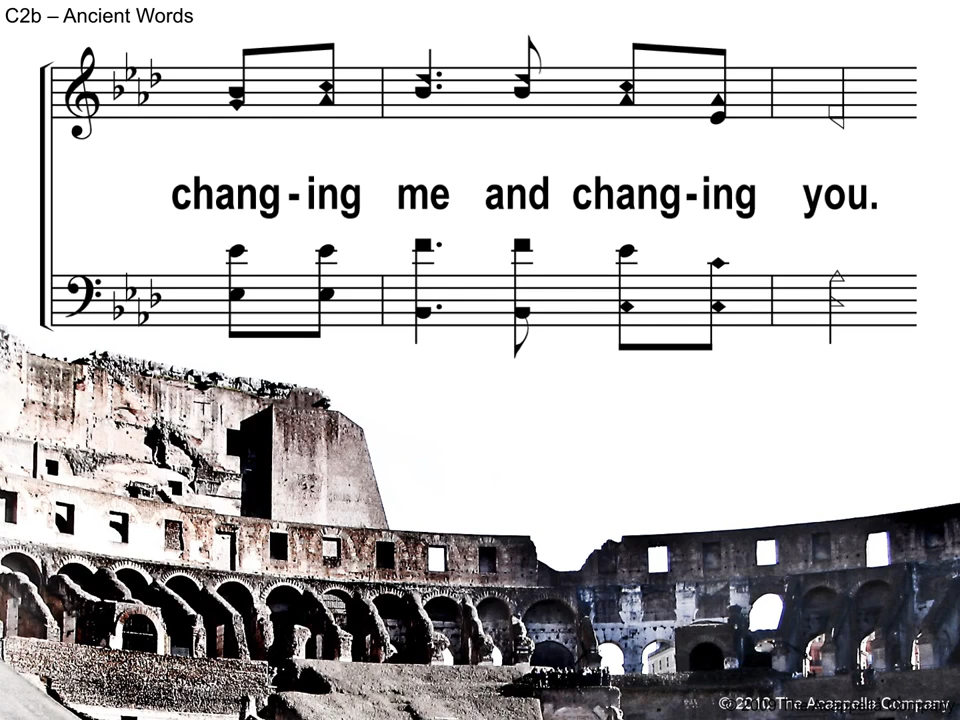 C2b – Ancient Words
chang - ing me and chang - ing you.
© 2010 The Acappella Company